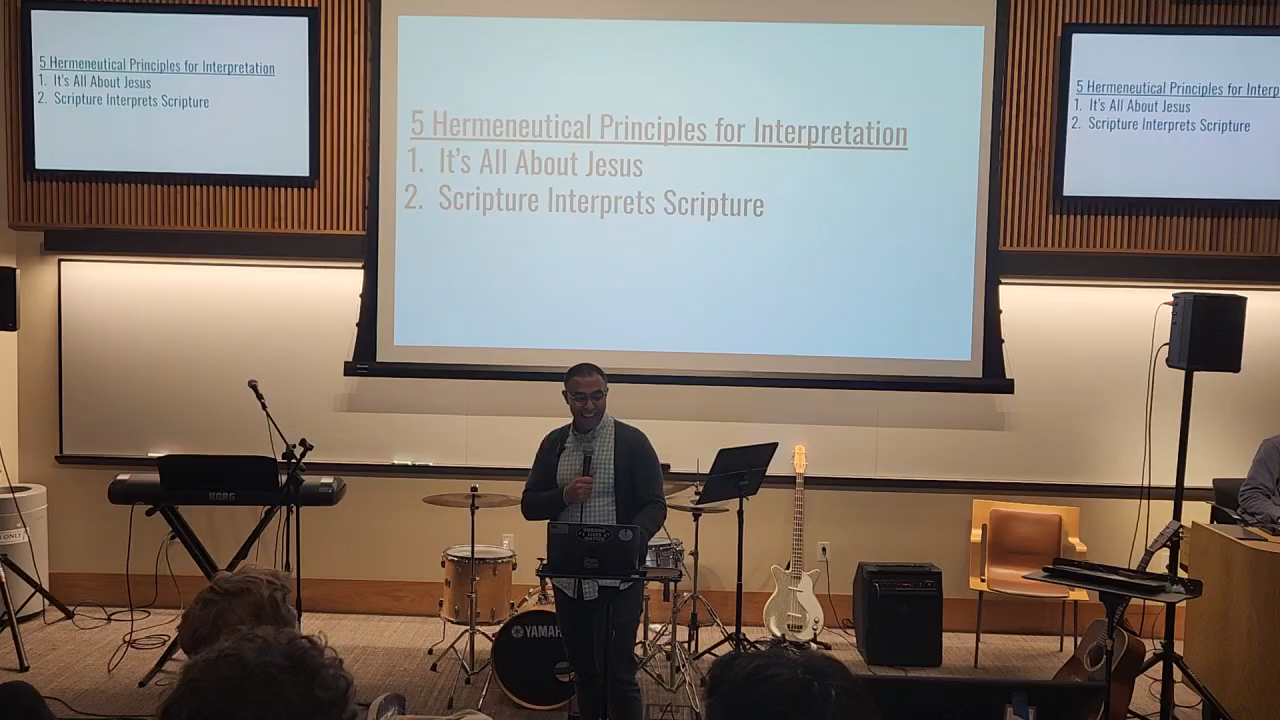 5 Hermeneutical Principles for Interpretation
1. It's All About Jesus
2. Scripture Interprets Scripture
5 Hermeneutical Principles for Interpretation
1. It's All About Jesus
2. Scripture Interprets Scripture
5 Hermeneutical Principles for Interp
1. It's All About Jesus
2. Scripture Interprets Scripture
KORG
YAMA